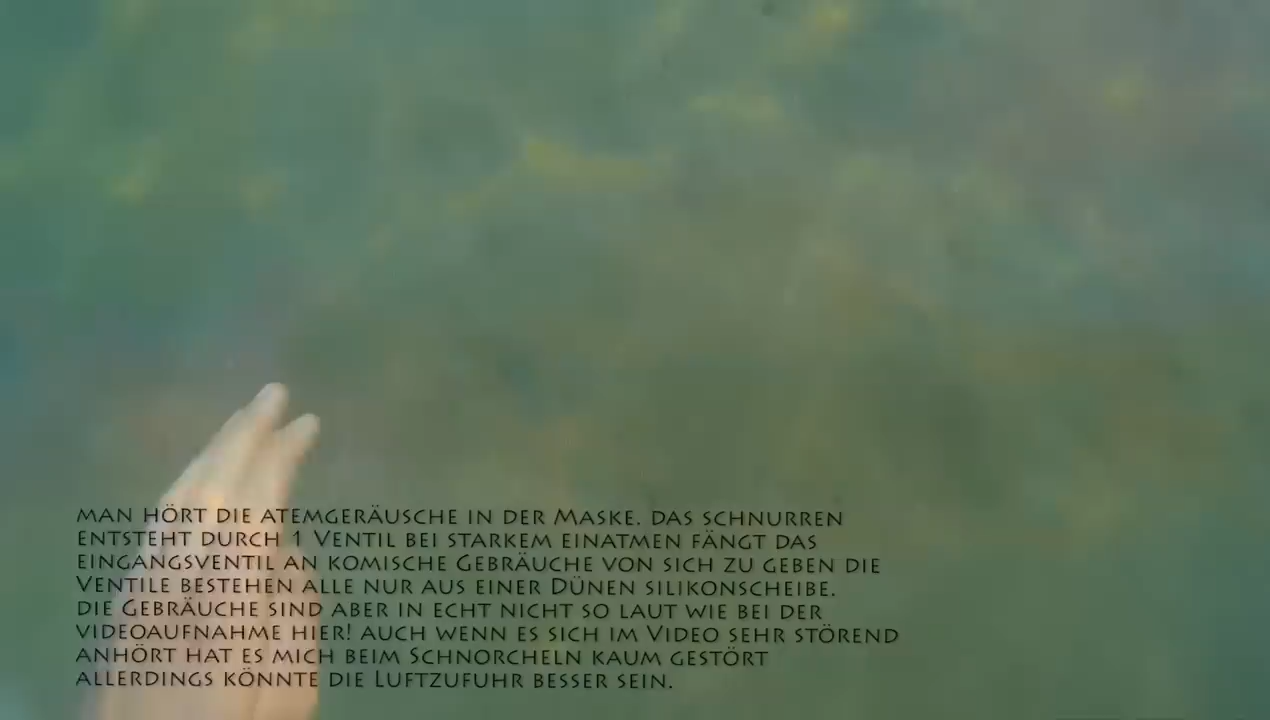 MAN HÖRT DIE ATEMGERÄUSCHE IN DER MASKE. DAS SCHNURREN
ENTSTEHT DURCH 1 VENTIL BEI STARKEM EINATMEN FÄNGT DAS
EINGANGSVENTIL AN KOMISCHE GEBRÄUCHE VON SICH ZU GEBEN DIE
VENTILE BESTEHEN ALLE NUR AUS EINER DÜNEN SILIKONSCHEIBE.
DIE GEBRÄUCHE SIND ABER IN ECHT NICHT SO LAUT WIE BEI DER
VIDEOAUFNAHME HIER! AUCH WENN ES SICH IM VIDEO SEHR STÖREND
ANHÖRT HAT ES MICH BEIM SCHNORCHELN KAUM GESTÖRT
ALLERDINGS KÖNNTE DIE LUFTZUFUHR BESSER SEIN.